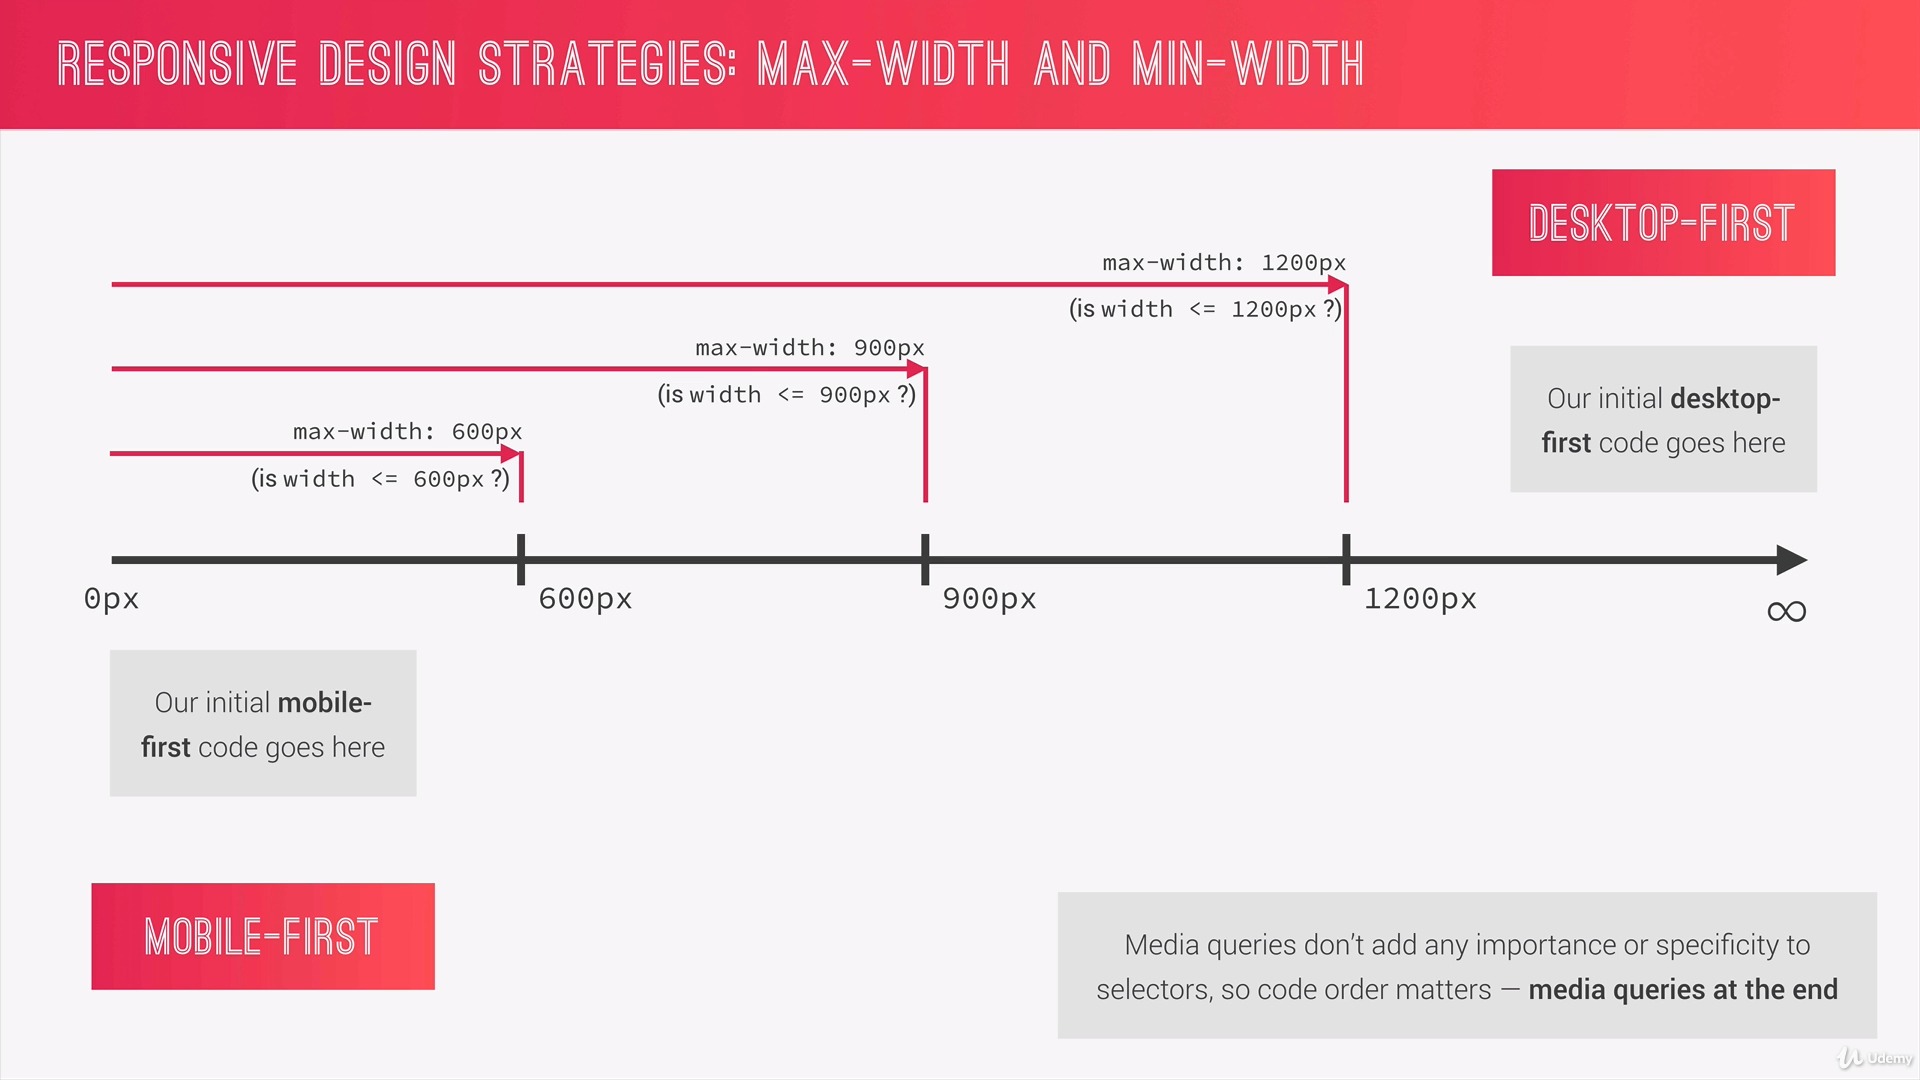 RESPONSIVE DESIGN STRATEGIES: MAX-WIDTH AND MIN-WIDTH
DESKTOP-FIRST
max-width: 1200px
(is width <= 1200px ?)
max-width: 900px
(is width <= 900px ?)
Our initial desktop-
first code goes here
max-width: 600px
(is width <= 600px ?)
0px
600px
900px
1200px
∞
Our initial mobile-
first code goes here
MOBILE-FIRST
Media queries don’t add any importance or specificity to
selectors, so code order matters — media queries at the end
Udemy